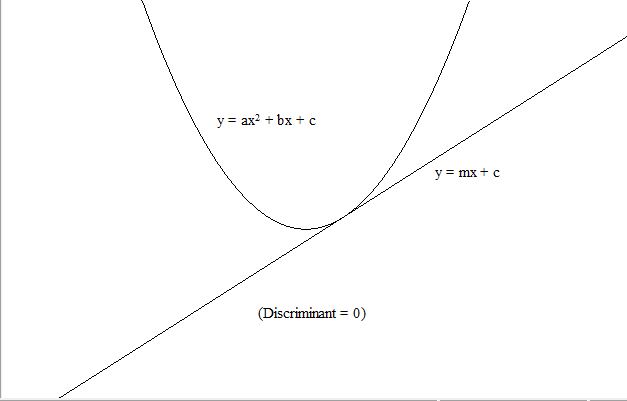 y = ax² + bx + c
y = mx + c
(Discriminant = 0)